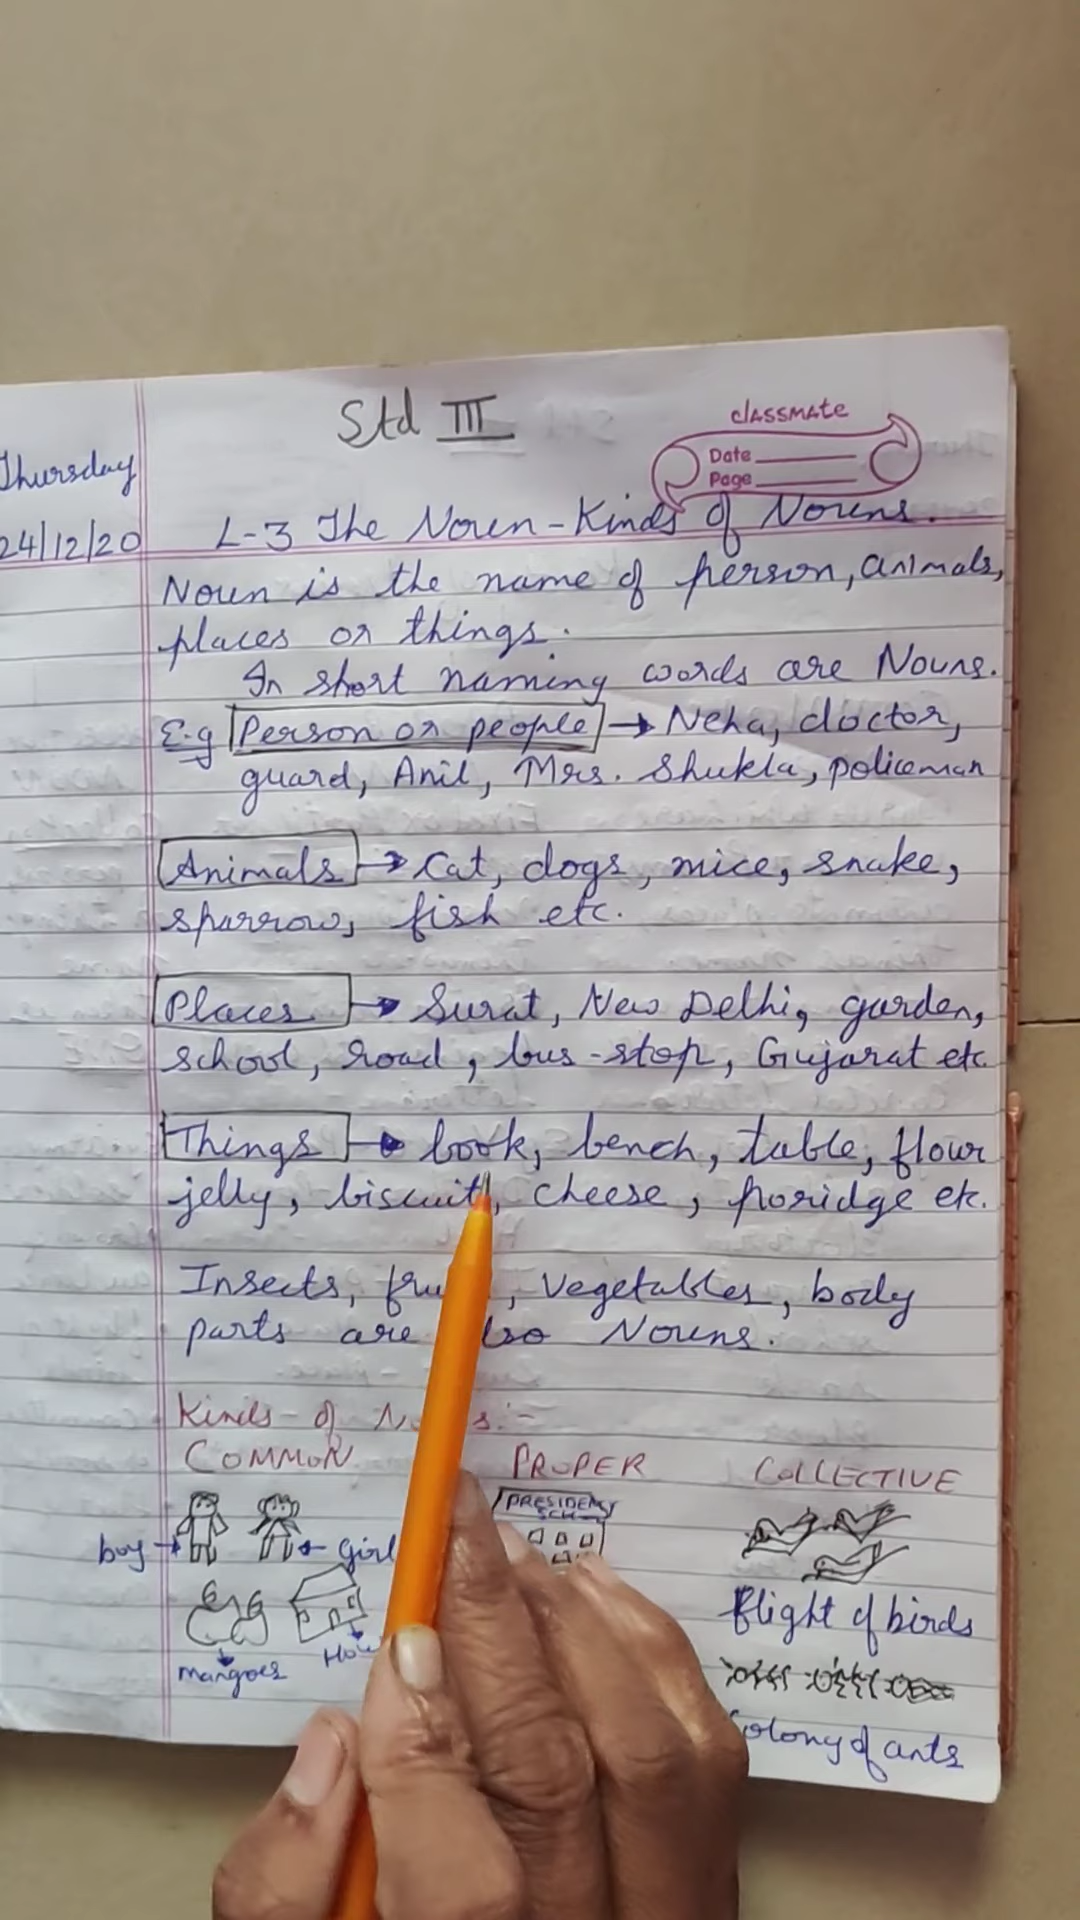 Std III
classmate
Date
Page
Thursday
24/12/20
L-3 The Noun-Kinds of Nouns.
Noun is the name of person, animals,
places or things.
In short naming words are Nouns.
E.g Person or people → Neha, doctor,
guard, Anil, Mrs. Shukla, policeman
Animals → Cat, dogs, mice, snake,
sparrow, fish etc.
Places → Surat, New Delhi, garden,
school, road, bus-stop, Gujarat etc
Things → book, bench, table, flour
jelly, biscuit, cheese, poridge etc.
Insects, , vegetables, body
parts are Nouns.
Kinds of
COMMON PROPER COLLECTIVE
PRESIDENCY
SCH
boy → ← Girl
flight of birds
mangoes
of ants